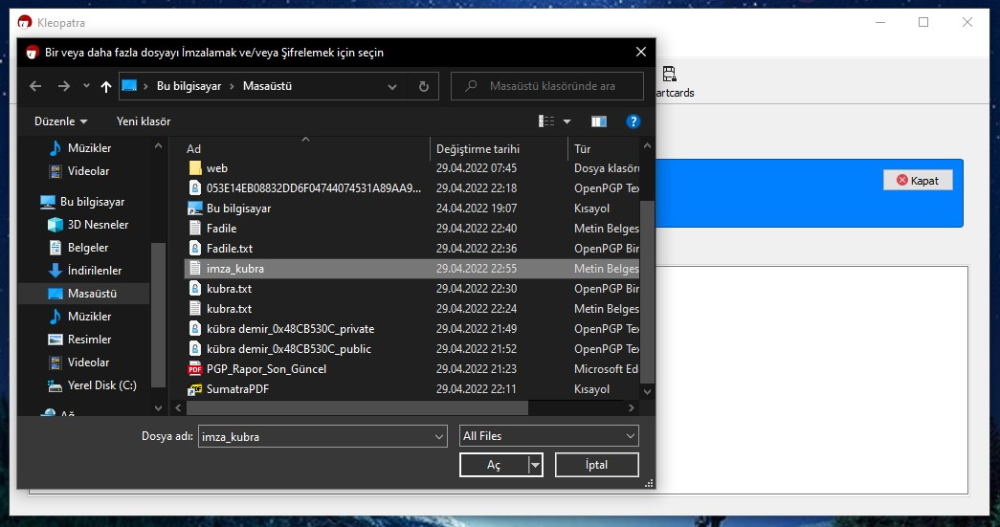 Kleopatra
Bir veya daha fazla dosyayı İmzalamak ve/veya Şifrelemek için seçin
Bu bilgisayar
Masaüstü
Masaüstü klasöründe ara
artcards
Düzenle
Yeni klasör
Müzikler
Videolar
Bu bilgisayar
3D Nesneler
Belgeler
İndirilenler
Masaüstü
Müzikler
Resimler
Videolar
Yerel Disk (C:)
Ağ
Ad Değiştirme tarihi Tür
web 29.04.2022 07:45 Dosya klasörü
053E14EB08832DD6F04744074531A89AA9... 29.04.2022 22:18 OpenPGP Tex
Bu bilgisayar 24.04.2022 19:07 Kısayol
Fadile 29.04.2022 22:40 Metin Belges
Fadile.txt 29.04.2022 22:36 OpenPGP Bin
imza_kubra 29.04.2022 22:55 Metin Belges
kubra.txt 29.04.2022 22:30 OpenPGP Bin
kubra.txt 29.04.2022 22:24 Metin Belges
kübra demir_0x48CB530C_private 29.04.2022 21:49 OpenPGP Tex
kübra demir_0x48CB530C_public 29.04.2022 21:52 OpenPGP Tex
PGP_Rapor_Son_Güncel 29.04.2022 21:23 Microsoft Ed
SumatraPDF 29.04.2022 22:11 Kısayol
Kapat
Dosya adı: imza_kubra
All Files
Aç
İptal